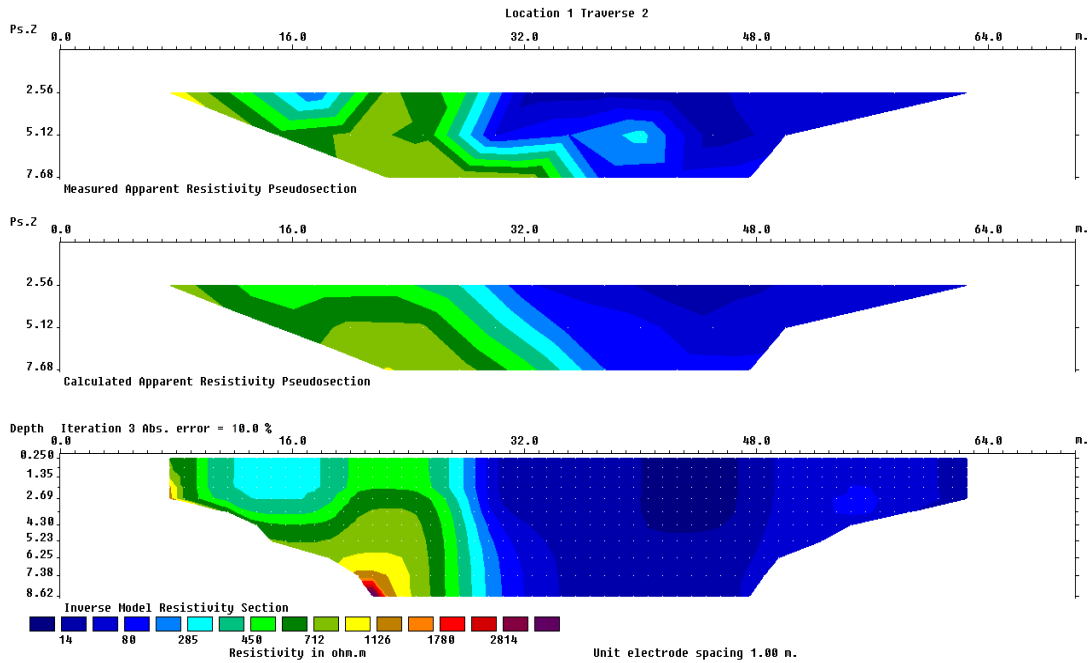 Location 1 Traverse 2
Ps.Z 0.0 16.0 32.0 48.0 64.0 m.
2.56
5.12
7.68
Measured Apparent Resistivity Pseudosection
Ps.Z 0.0 16.0 32.0 48.0 64.0 m.
2.56
5.12
7.68
Calculated Apparent Resistivity Pseudosection
Depth Iteration 3 Abs. error = 10.0 %
0.0 16.0 32.0 48.0 64.0 m.
0.250
1.35
2.69
4.30
5.23
6.25
7.38
8.62
Inverse Model Resistivity Section
14 80 285 450 712 1126 1780 2814
Resistivity in ohm.m Unit electrode spacing 1.00 m.